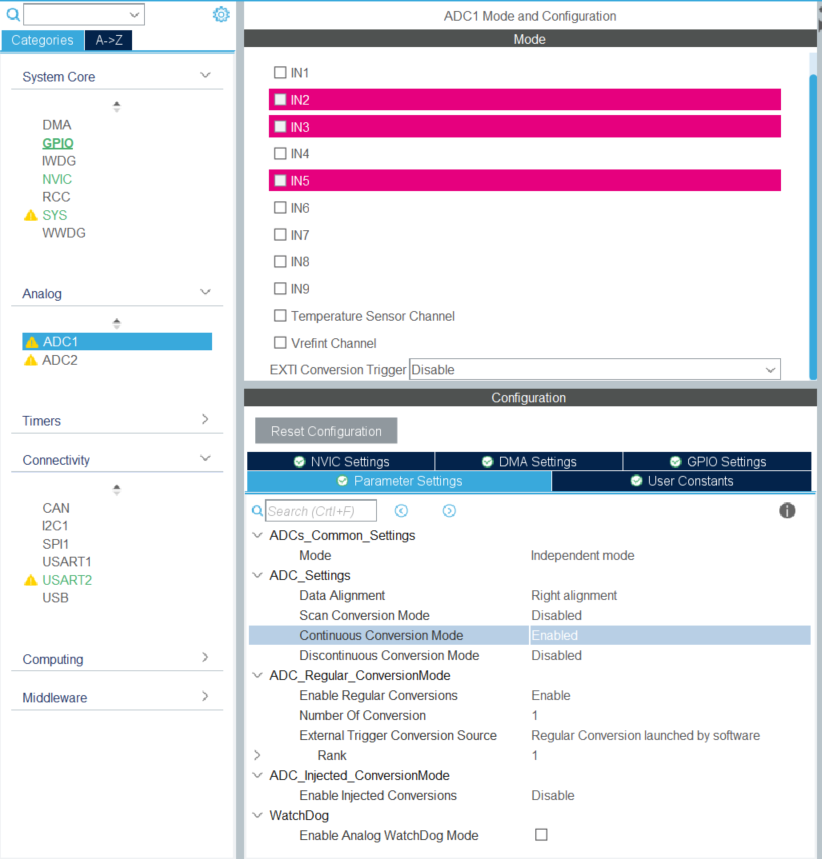 Categories A->Z
System Core
DMA
GPIO
IWDG
NVIC
RCC
SYS
WWDG
Analog
ADC1
ADC2
Timers
Connectivity
CAN
I2C1
SPI1
USART1
USART2
USB
Computing
Middleware
ADC1 Mode and Configuration
Mode
IN1
IN2
IN3
IN4
IN5
IN6
IN7
IN8
IN9
Temperature Sensor Channel
Vrefint Channel
EXTI Conversion Trigger Disable
Configuration
Reset Configuration
NVIC Settings DMA Settings GPIO Settings
Parameter Settings User Constants
Search (CrtI+F)
ADCs_Common_Settings
Mode Independent mode
ADC_Settings
Data Alignment Right alignment
Scan Conversion Mode Disabled
Continuous Conversion Mode Enabled
Discontinuous Conversion Mode Disabled
ADC_Regular_ConversionMode
Enable Regular Conversions Enable
Number Of Conversion 1
External Trigger Conversion Source Regular Conversion launched by software
Rank 1
ADC_Injected_ConversionMode
Enable Injected Conversions Disable
WatchDog
Enable Analog WatchDog Mode